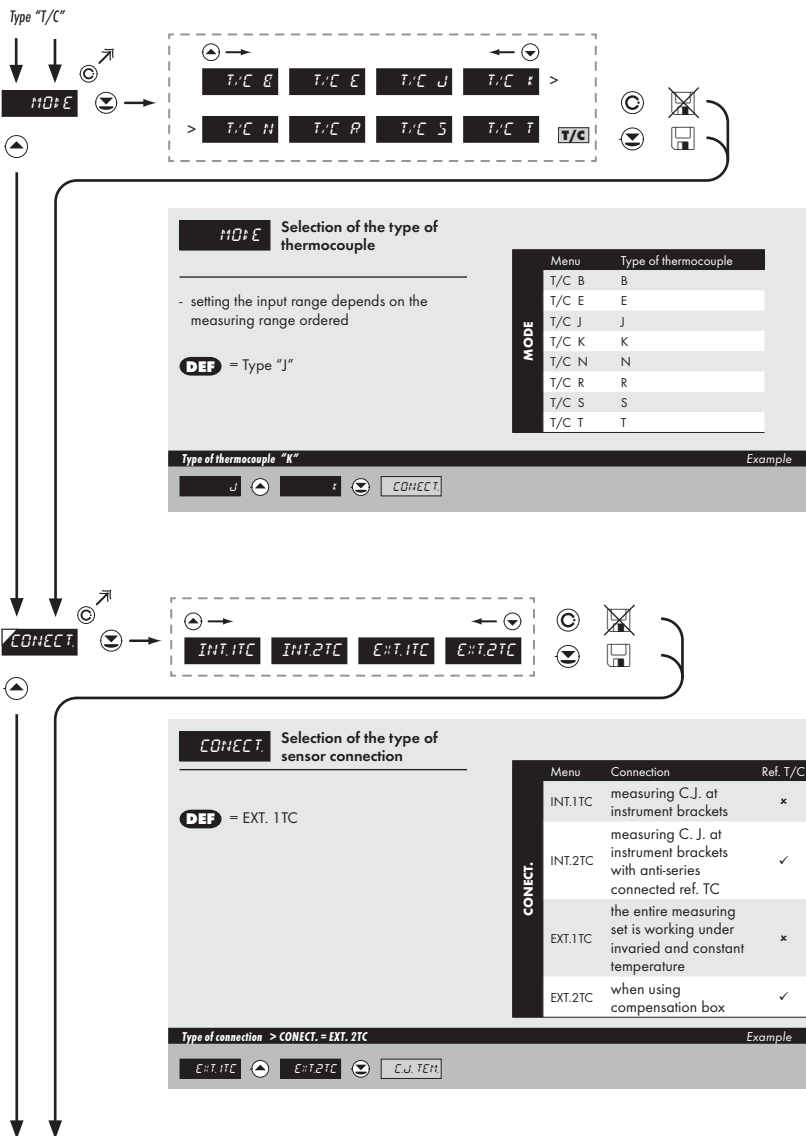 Type "T/C"
MODE
T/C B T/C E T/C J T/C K >
> T/C N T/C R T/C S T/C T T/C
MODE
Selection of the type of
thermocouple
- setting the input range depends on the
measuring range ordered
DEF = Type "J"
MODE
Menu Type of thermocouple
T/C B B
T/C E E
T/C J J
T/C K K
T/C N N
T/C R R
T/C S S
T/C T T
Type of thermocouple "K" Example
J K CONECT.
CONECT.
INT.1TC INT.2TC EXT.1TC EXT.2TC
CONECT.
Selection of the type of
sensor connection
DEF = EXT. 1TC
CONECT.
Menu Connection Ref. T/C
INT.1TC measuring C.J. at
instrument brackets ×
INT.2TC measuring C. J. at
instrument brackets
with anti-series
connected ref. TC ✓
EXT.1TC the entire measuring
set is working under
invaried and constant
temperature ×
EXT.2TC when using
compensation box ✓
Type of connection > CONECT. = EXT. 2TC Example
EXT.1TC EXT.2TC C.J. TEM.